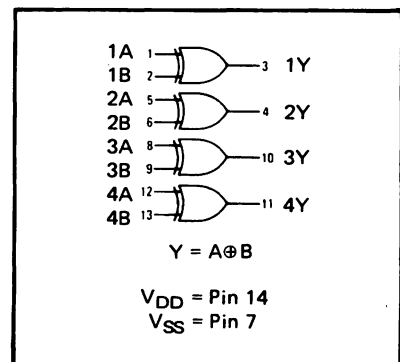 1A 1 3 1Y
1B 2
2A 5 4 2Y
2B 6
3A 8 10 3Y
3B 9
4A 12 11 4Y
4B 13
Y = A⊕B
VDD = Pin 14
VSS = Pin 7